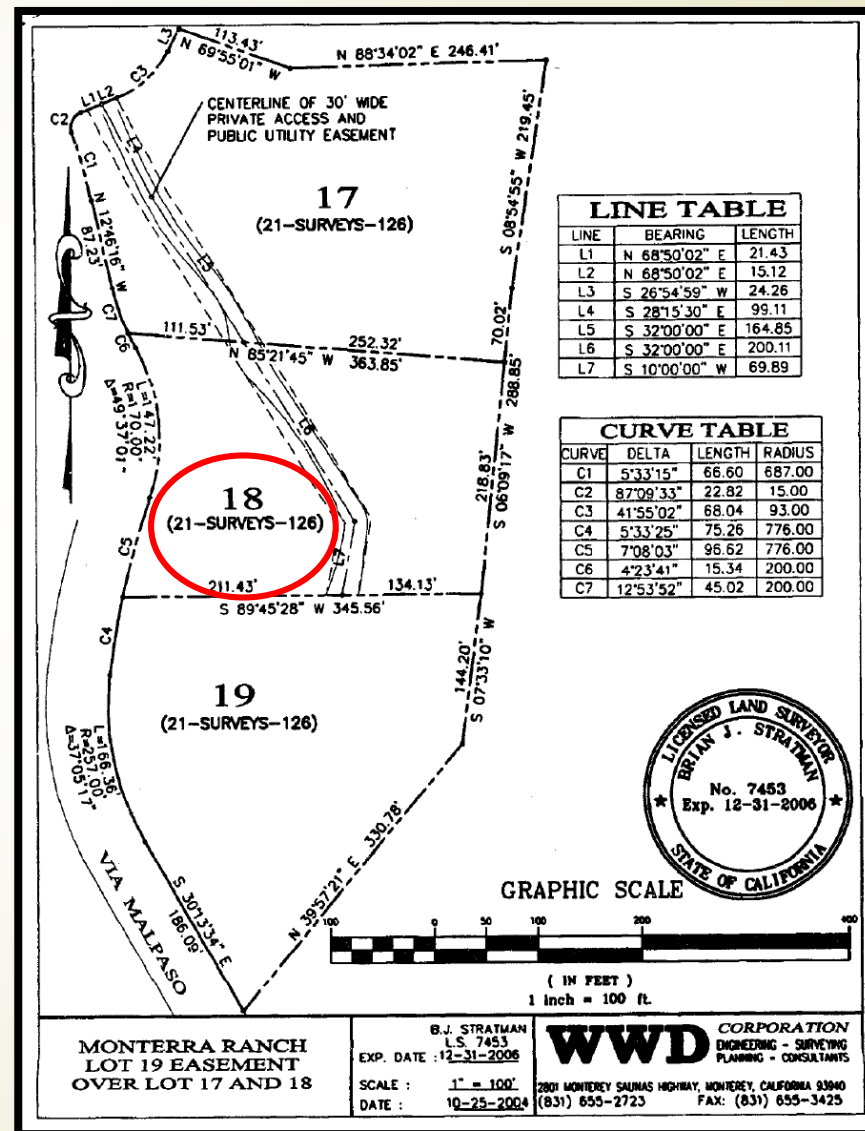 L3
113.43'
N 69°55'01" W
N 88°34'02" E 246.41'
C3
L1 L2
C2
CENTERLINE OF 30' WIDE
PRIVATE ACCESS AND
PUBLIC UTILITY EASEMENT
L4
C1
17
(21-SURVEYS-126)
S 08°54'55" W 219.45'
N 12°46'16" W
87.23'
L5
C7
C6
111.53'
252.32'
N 85°21'45" W
363.85'
70.02'
288.85'
L=147.22'
R=170.00'
Δ=49°37'01"
L6
218.83'
S 06°09'17" W
18
(21-SURVEYS-126)
C5
L7
211.43'
134.13'
S 89°45'28" W 345.56'
C4
19
(21-SURVEYS-126)
144.20'
S 07°33'10" W
L=166.36'
R=257.00'
Δ=37°05'17"
N 39°57'21" E 330.78'
S 30°13'34" E
186.09'
VIA MALPASO
LINE TABLE
LINE BEARING LENGTH
L1 N 68°50'02" E 21.43
L2 N 68°50'02" E 15.12
L3 S 26°54'59" W 24.26
L4 S 28°15'30" E 99.11
L5 S 32°00'00" E 164.85
L6 S 32°00'00" E 200.11
L7 S 10°00'00" W 69.89
CURVE TABLE
CURVE DELTA LENGTH RADIUS
C1 5°33'15" 66.60 687.00
C2 87°09'33" 22.82 15.00
C3 41°55'02" 68.04 93.00
C4 5°33'25" 75.26 776.00
C5 7°08'03" 96.62 776.00
C6 4°23'41" 15.34 200.00
C7 12°53'52" 45.02 200.00
LICENSED LAND SURVEYOR
BRIAN J. STRATMAN
No. 7453
Exp. 12-31-2006
STATE OF CALIFORNIA
GRAPHIC SCALE
100 0 50 100 200 400
( IN FEET )
1 inch = 100 ft.
MONTERRA RANCH
LOT 19 EASEMENT
OVER LOT 17 AND 18
B.J. STRATMAN
L.S. 7453
EXP. DATE : 12-31-2006
SCALE : 1" = 100'
DATE : 10-25-2004
WWD CORPORATION
ENGINEERING - SURVEYING
PLANNING - CONSULTANTS
2801 MONTEREY SALINAS HIGHWAY, MONTEREY, CALIFORNIA 93940
(831) 655-2723 FAX: (831) 655-3425